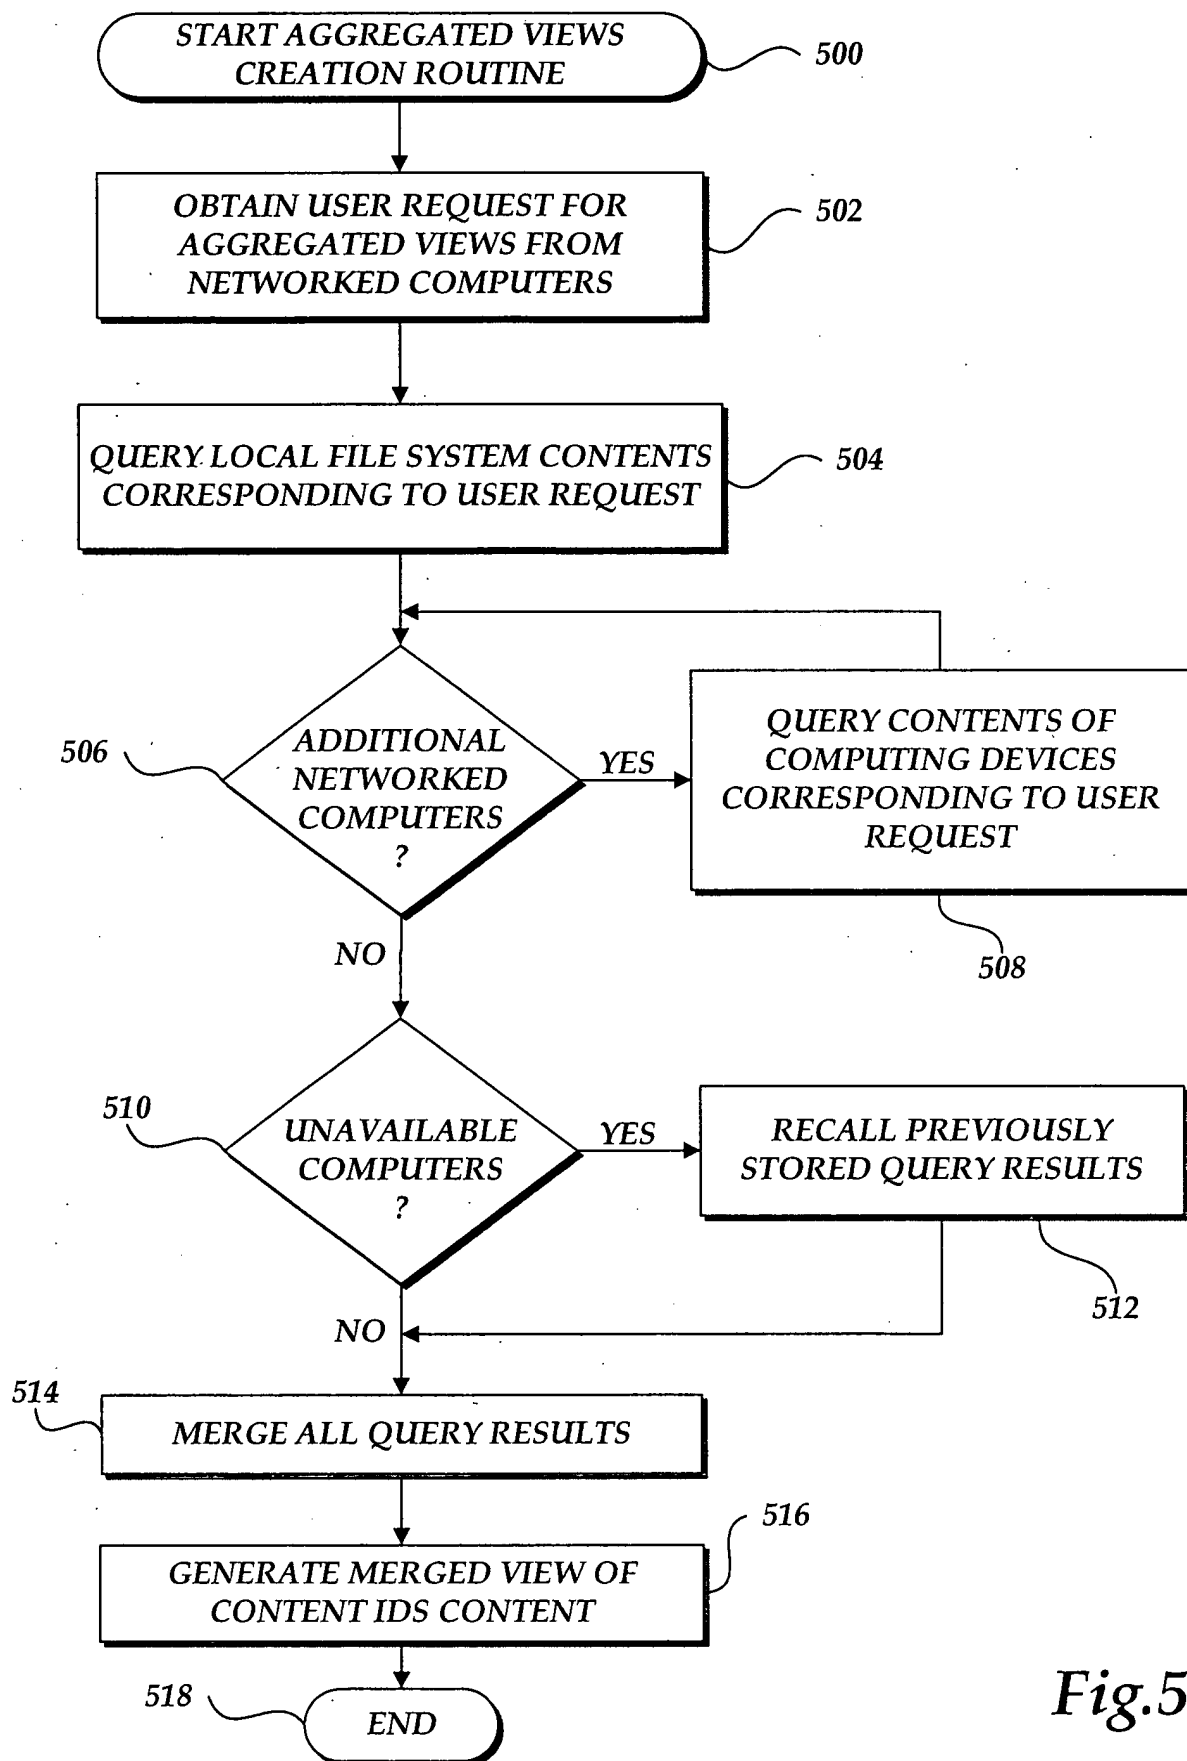 START AGGREGATED VIEWS
CREATION ROUTINE
500
OBTAIN USER REQUEST FOR
AGGREGATED VIEWS FROM
NETWORKED COMPUTERS
502
QUERY LOCAL FILE SYSTEM CONTENTS
CORRESPONDING TO USER REQUEST
504
506
ADDITIONAL
NETWORKED
COMPUTERS
?
YES
QUERY CONTENTS OF
COMPUTING DEVICES
CORRESPONDING TO USER
REQUEST
508
NO
510
UNAVAILABLE
COMPUTERS
?
YES
RECALL PREVIOUSLY
STORED QUERY RESULTS
512
NO
514
MERGE ALL QUERY RESULTS
516
GENERATE MERGED VIEW OF
CONTENT IDS CONTENT
518
END
Fig.5